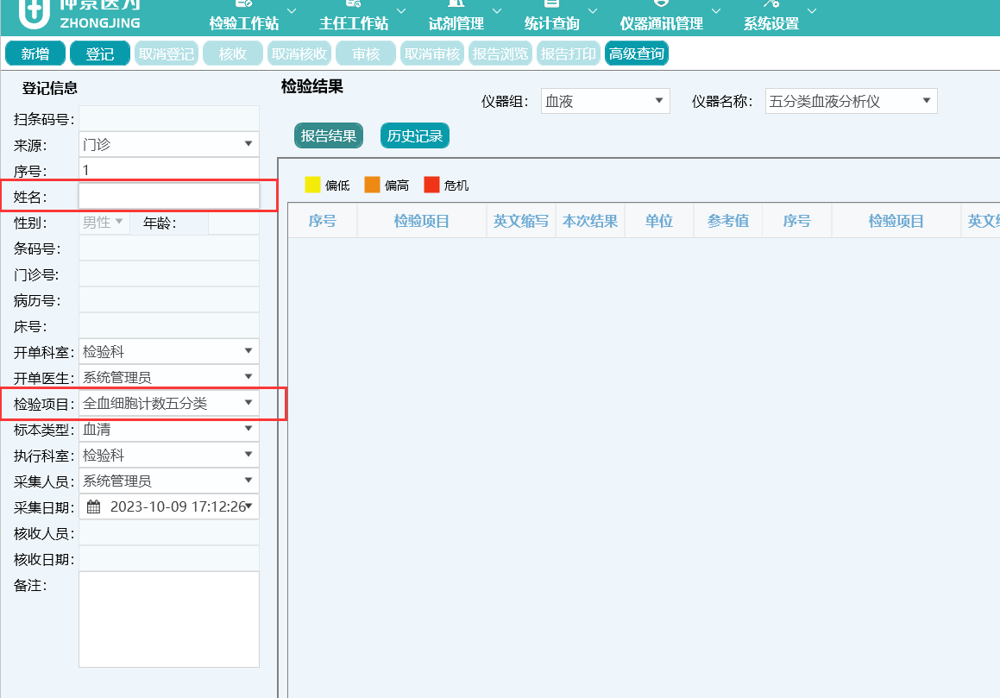 仲景医为
ZHONGJING
检验工作站 主任工作站 试剂管理 统计查询 仪器通讯管理 系统设置
新增 登记 取消登记 核收 取消核收 审核 取消审核 报告浏览 报告打印 高级查询
登记信息
扫条码号:
来源: 门诊
序号: 1
姓名:
性别: 男性 年龄:
条码号:
门诊号:
病历号:
床号:
开单科室: 检验科
开单医生: 系统管理员
检验项目: 全血细胞计数五分类
标本类型: 血清
执行科室: 检验科
采集人员: 系统管理员
采集日期: 2023-10-09 17:12:26
核收人员:
核收日期:
备注:
检验结果
仪器组: 血液 仪器名称: 五分类血液分析仪
报告结果 历史记录
偏低 偏高 危机
序号 检验项目 英文缩写 本次结果 单位 参考值 序号 检验项目 英文